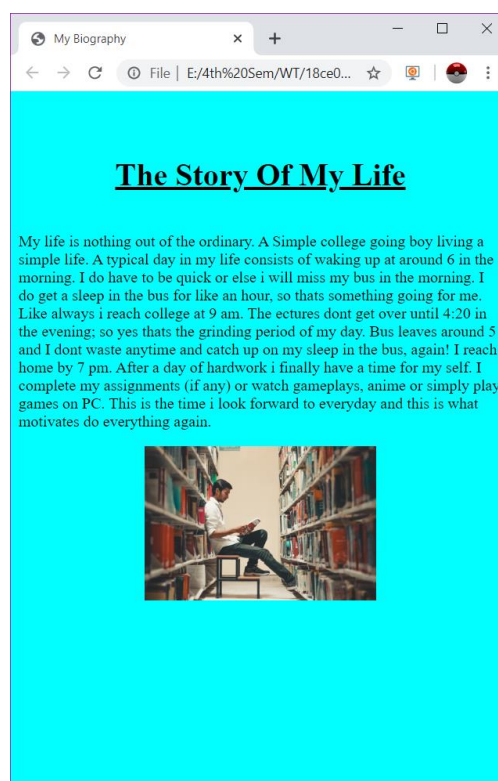 My Biography
File | E:/4th%20Sem/WT/18ce0...
The Story Of My Life
My life is nothing out of the ordinary. A Simple college going boy living a
simple life. A typical day in my life consists of waking up at around 6 in the
morning. I do have to be quick or else i will miss my bus in the morning. I
do get a sleep in the bus for like an hour, so thats something going for me.
Like always i reach college at 9 am. The ectures dont get over until 4:20 in
the evening; so yes thats the grinding period of my day. Bus leaves around 5
and I dont waste anytime and catch up on my sleep in the bus, again! I reach
home by 7 pm. After a day of hardwork i finally have a time for my self. I
complete my assignments (if any) or watch gameplays, anime or simply play
games on PC. This is the time i look forward to everyday and this is what
motivates do everything again.